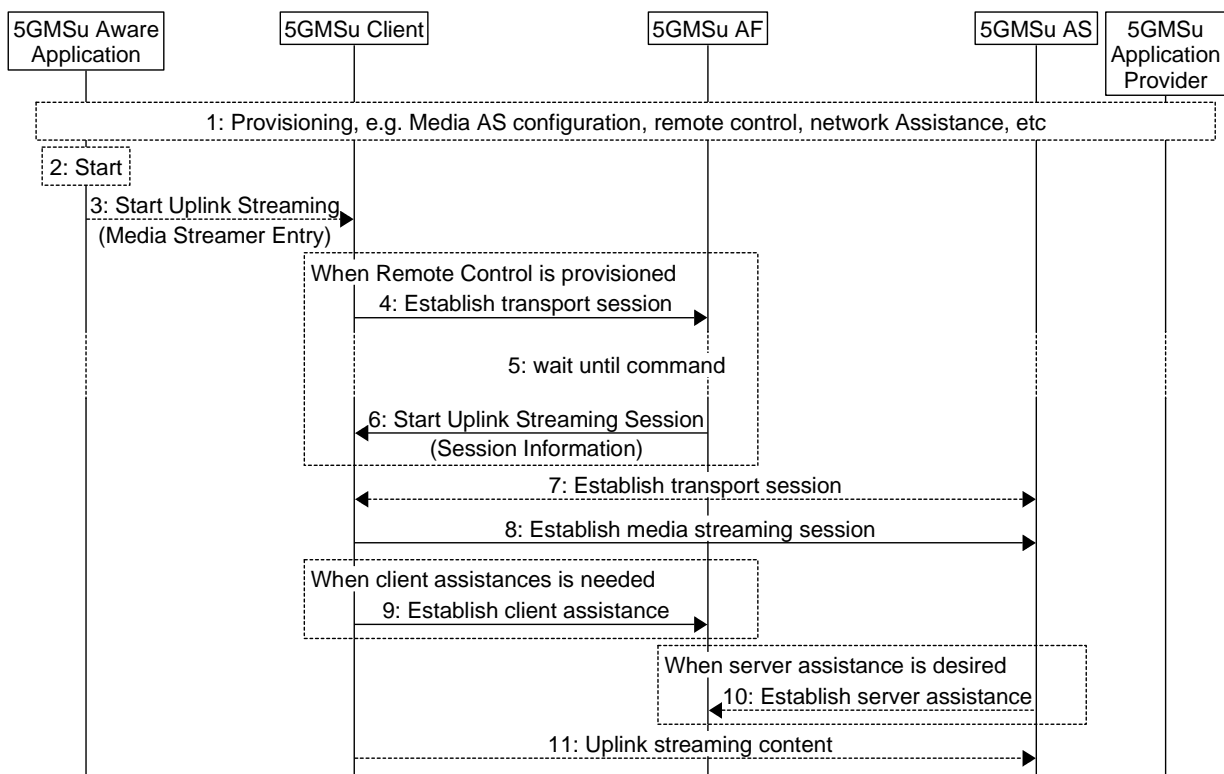 5GMSu Aware
Application
5GMSu Client
5GMSu AF
5GMSu AS
5GMSu
Application
Provider
1: Provisioning, e.g. Media AS configuration, remote control, network Assistance, etc
2: Start
3: Start Uplink Streaming
(Media Streamer Entry)
When Remote Control is provisioned
4: Establish transport session
5: wait until command
6: Start Uplink Streaming Session
(Session Information)
7: Establish transport session
8: Establish media streaming session
When client assistances is needed
9: Establish client assistance
When server assistance is desired
10: Establish server assistance
11: Uplink streaming content